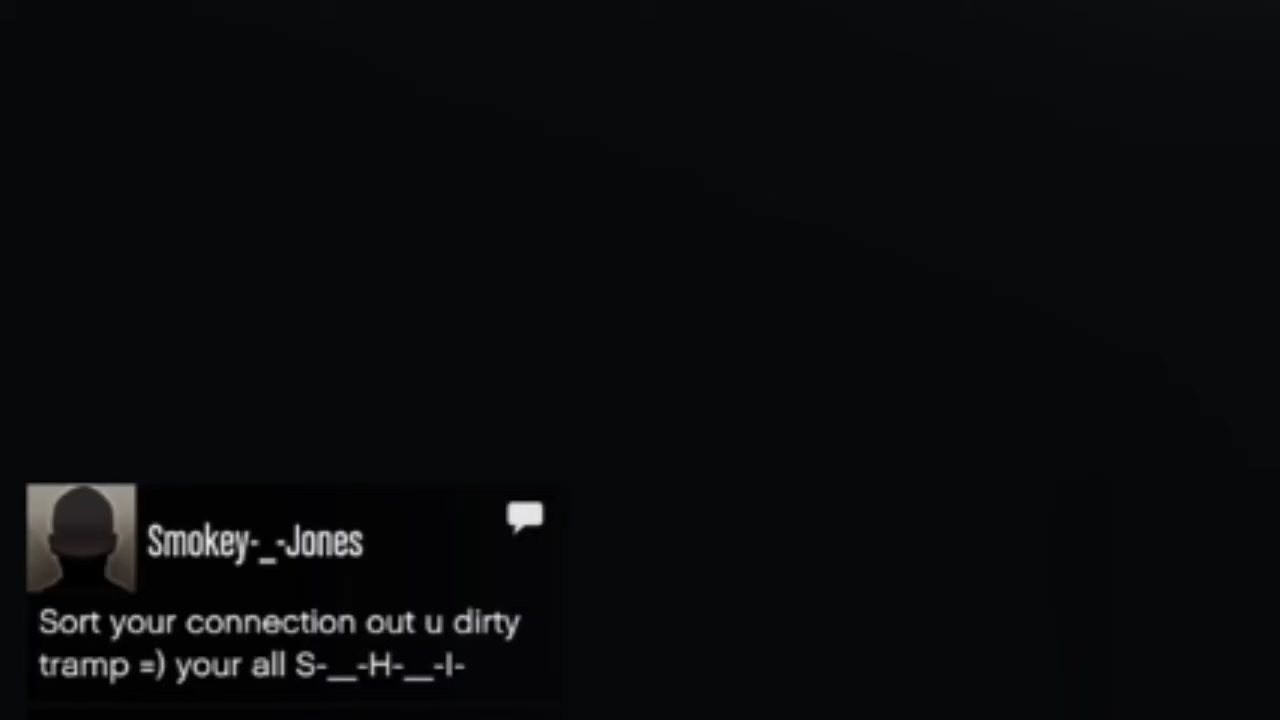 Smokey-_-Jones
Sort your connection out u dirty
tramp =) your all S-__-H-__-I-